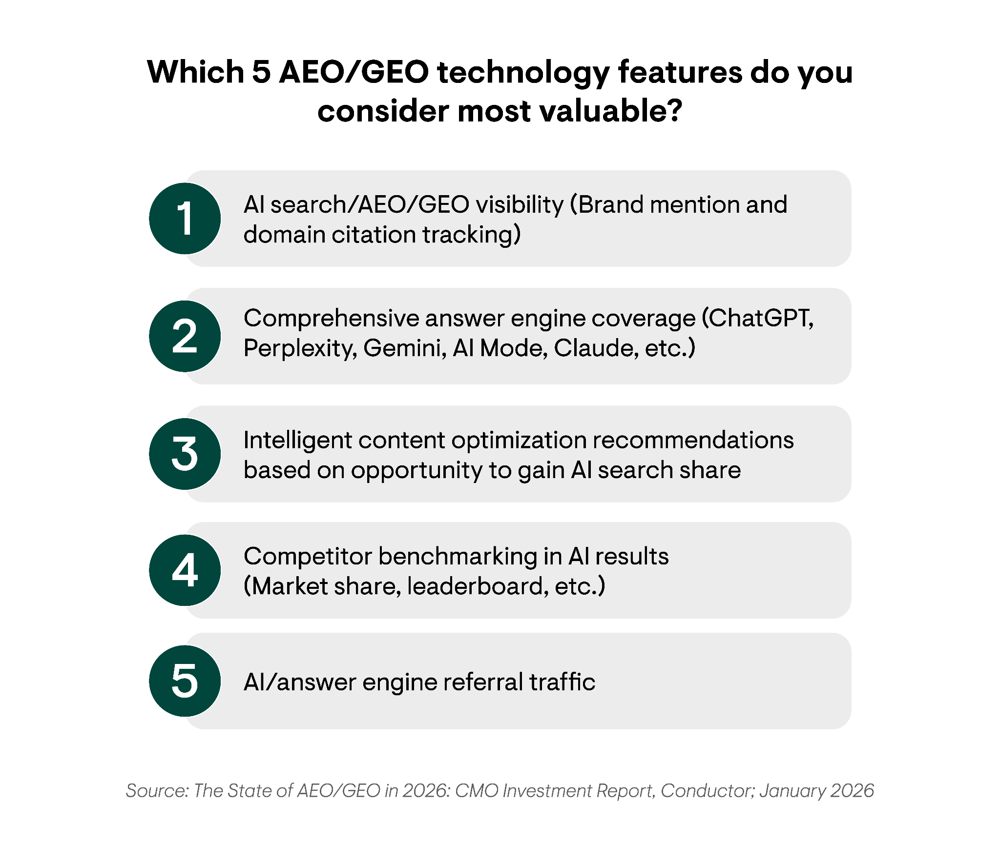 Which 5 AEO/GEO technology features do you
consider most valuable?
1
AI search/AEO/GEO visibility (Brand mention and
domain citation tracking)
2
Comprehensive answer engine coverage (ChatGPT,
Perplexity, Gemini, AI Mode, Claude, etc.)
3
Intelligent content optimization recommendations
based on opportunity to gain AI search share
4
Competitor benchmarking in AI results
(Market share, leaderboard, etc.)
5
AI/answer engine referral traffic
Source: The State of AEO/GEO in 2026: CMO Investment Report, Conductor; January 2026